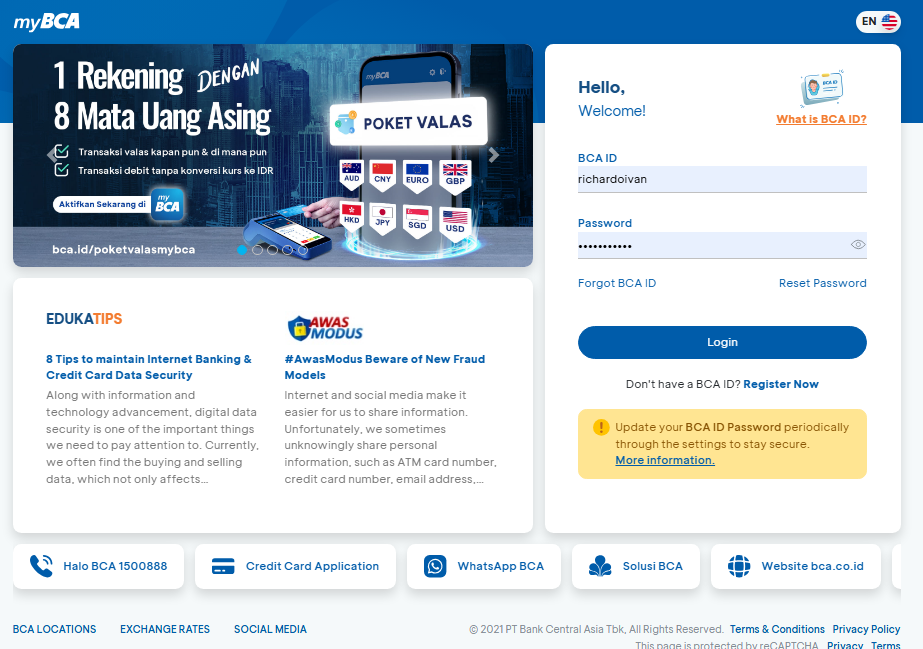 myBCA
EN
1 Rekening DENGAN
8 Mata Uang Asing
Transaksi valas kapan pun & di mana pun
Transaksi debit tanpa konversi kurs ke IDR
Aktifkan Sekarang di
my BCA
bca.id/poketvalasmybca
myBCA
POKET VALAS
AUD
CNY
EURO
GBP
HKD
JPY
SGD
USD
Hello,
Welcome!
BCA ID
What is BCA ID?
BCA ID
richardoivan
Password
•••••••••••
Forgot BCA ID
Reset Password
Login
Don't have a BCA ID? Register Now
Update your BCA ID Password periodically
through the settings to stay secure.
More information.
EDUKATIPS
8 Tips to maintain Internet Banking &
Credit Card Data Security
Along with information and
technology advancement, digital data
security is one of the important things
we need to pay attention to. Currently,
we often find the buying and selling
data, which not only affects...
AWAS
MODUS
#AwasModus Beware of New Fraud
Models
Internet and social media make it
easier for us to share information.
Unfortunately, we sometimes
unknowingly share personal
information, such as ATM card number,
credit card number, email address,...
Halo BCA 1500888
Credit Card Application
WhatsApp BCA
Solusi BCA
Website bca.co.id
BCA LOCATIONS
EXCHANGE RATES
SOCIAL MEDIA
© 2021 PT Bank Central Asia Tbk, All Rights Reserved. Terms & Conditions Privacy Policy
This page is protected by reCAPTCHA. Privacy Terms